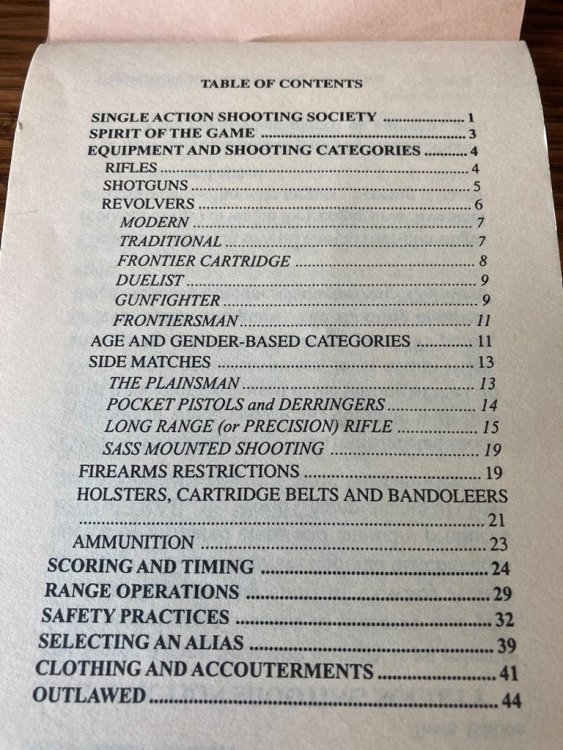 TABLE OF CONTENTS
SINGLE ACTION SHOOTING SOCIETY .................. 1
SPIRIT OF THE GAME ............................................. 3
EQUIPMENT AND SHOOTING CATEGORIES .......... 4
RIFLES ................................................................. 4
SHOTGUNS .......................................................... 5
REVOLVERS ........................................................ 6
MODERN ........................................................... 7
TRADITIONAL .................................................. 7
FRONTIER CARTRIDGE .................................. 8
DUELIST ........................................................... 9
GUNFIGHTER ................................................... 9
FRONTIERSMAN ............................................... 11
AGE AND GENDER-BASED CATEGORIES ........... 11
SIDE MATCHES .................................................... 13
THE PLAINSMAN .............................................. 13
POCKET PISTOLS and DERRINGERS .................. 14
LONG RANGE (or PRECISION) RIFLE ............... 15
SASS MOUNTED SHOOTING ............................ 19
FIREARMS RESTRICTIONS .................................. 19
HOLSTERS, CARTRIDGE BELTS AND BANDOLEERS
............................................................................. 21
AMMUNITION ...................................................... 23
SCORING AND TIMING .......................................... 24
RANGE OPERATIONS ............................................. 29
SAFETY PRACTICES ............................................... 32
SELECTING AN ALIAS ............................................ 39
CLOTHING AND ACCOUTERMENTS ..................... 41
OUTLAWED ............................................................ 44